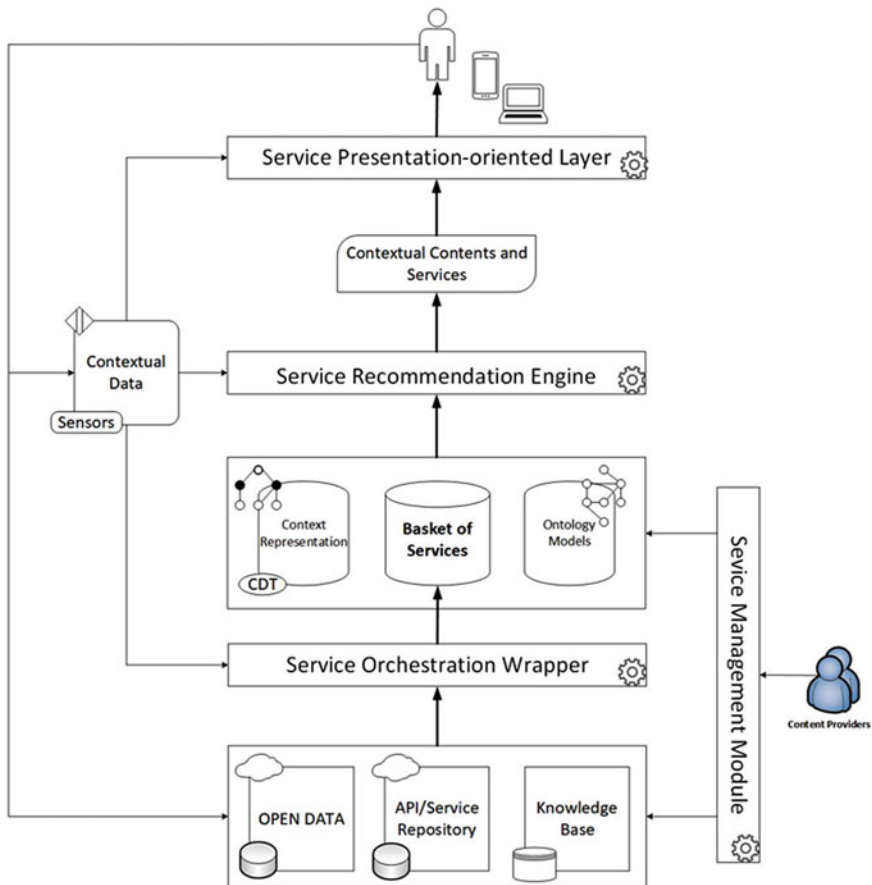 Service Presentation-oriented Layer
Contextual Contents and
Services
Contextual
Data
Sensors
Service Recommendation Engine
Context
Representation
CDT
Basket of
Services
Ontology
Models
Sevice Management Module
Service Orchestration Wrapper
Content Providers
OPEN DATA
API/Service
Repository
Knowledge
Base